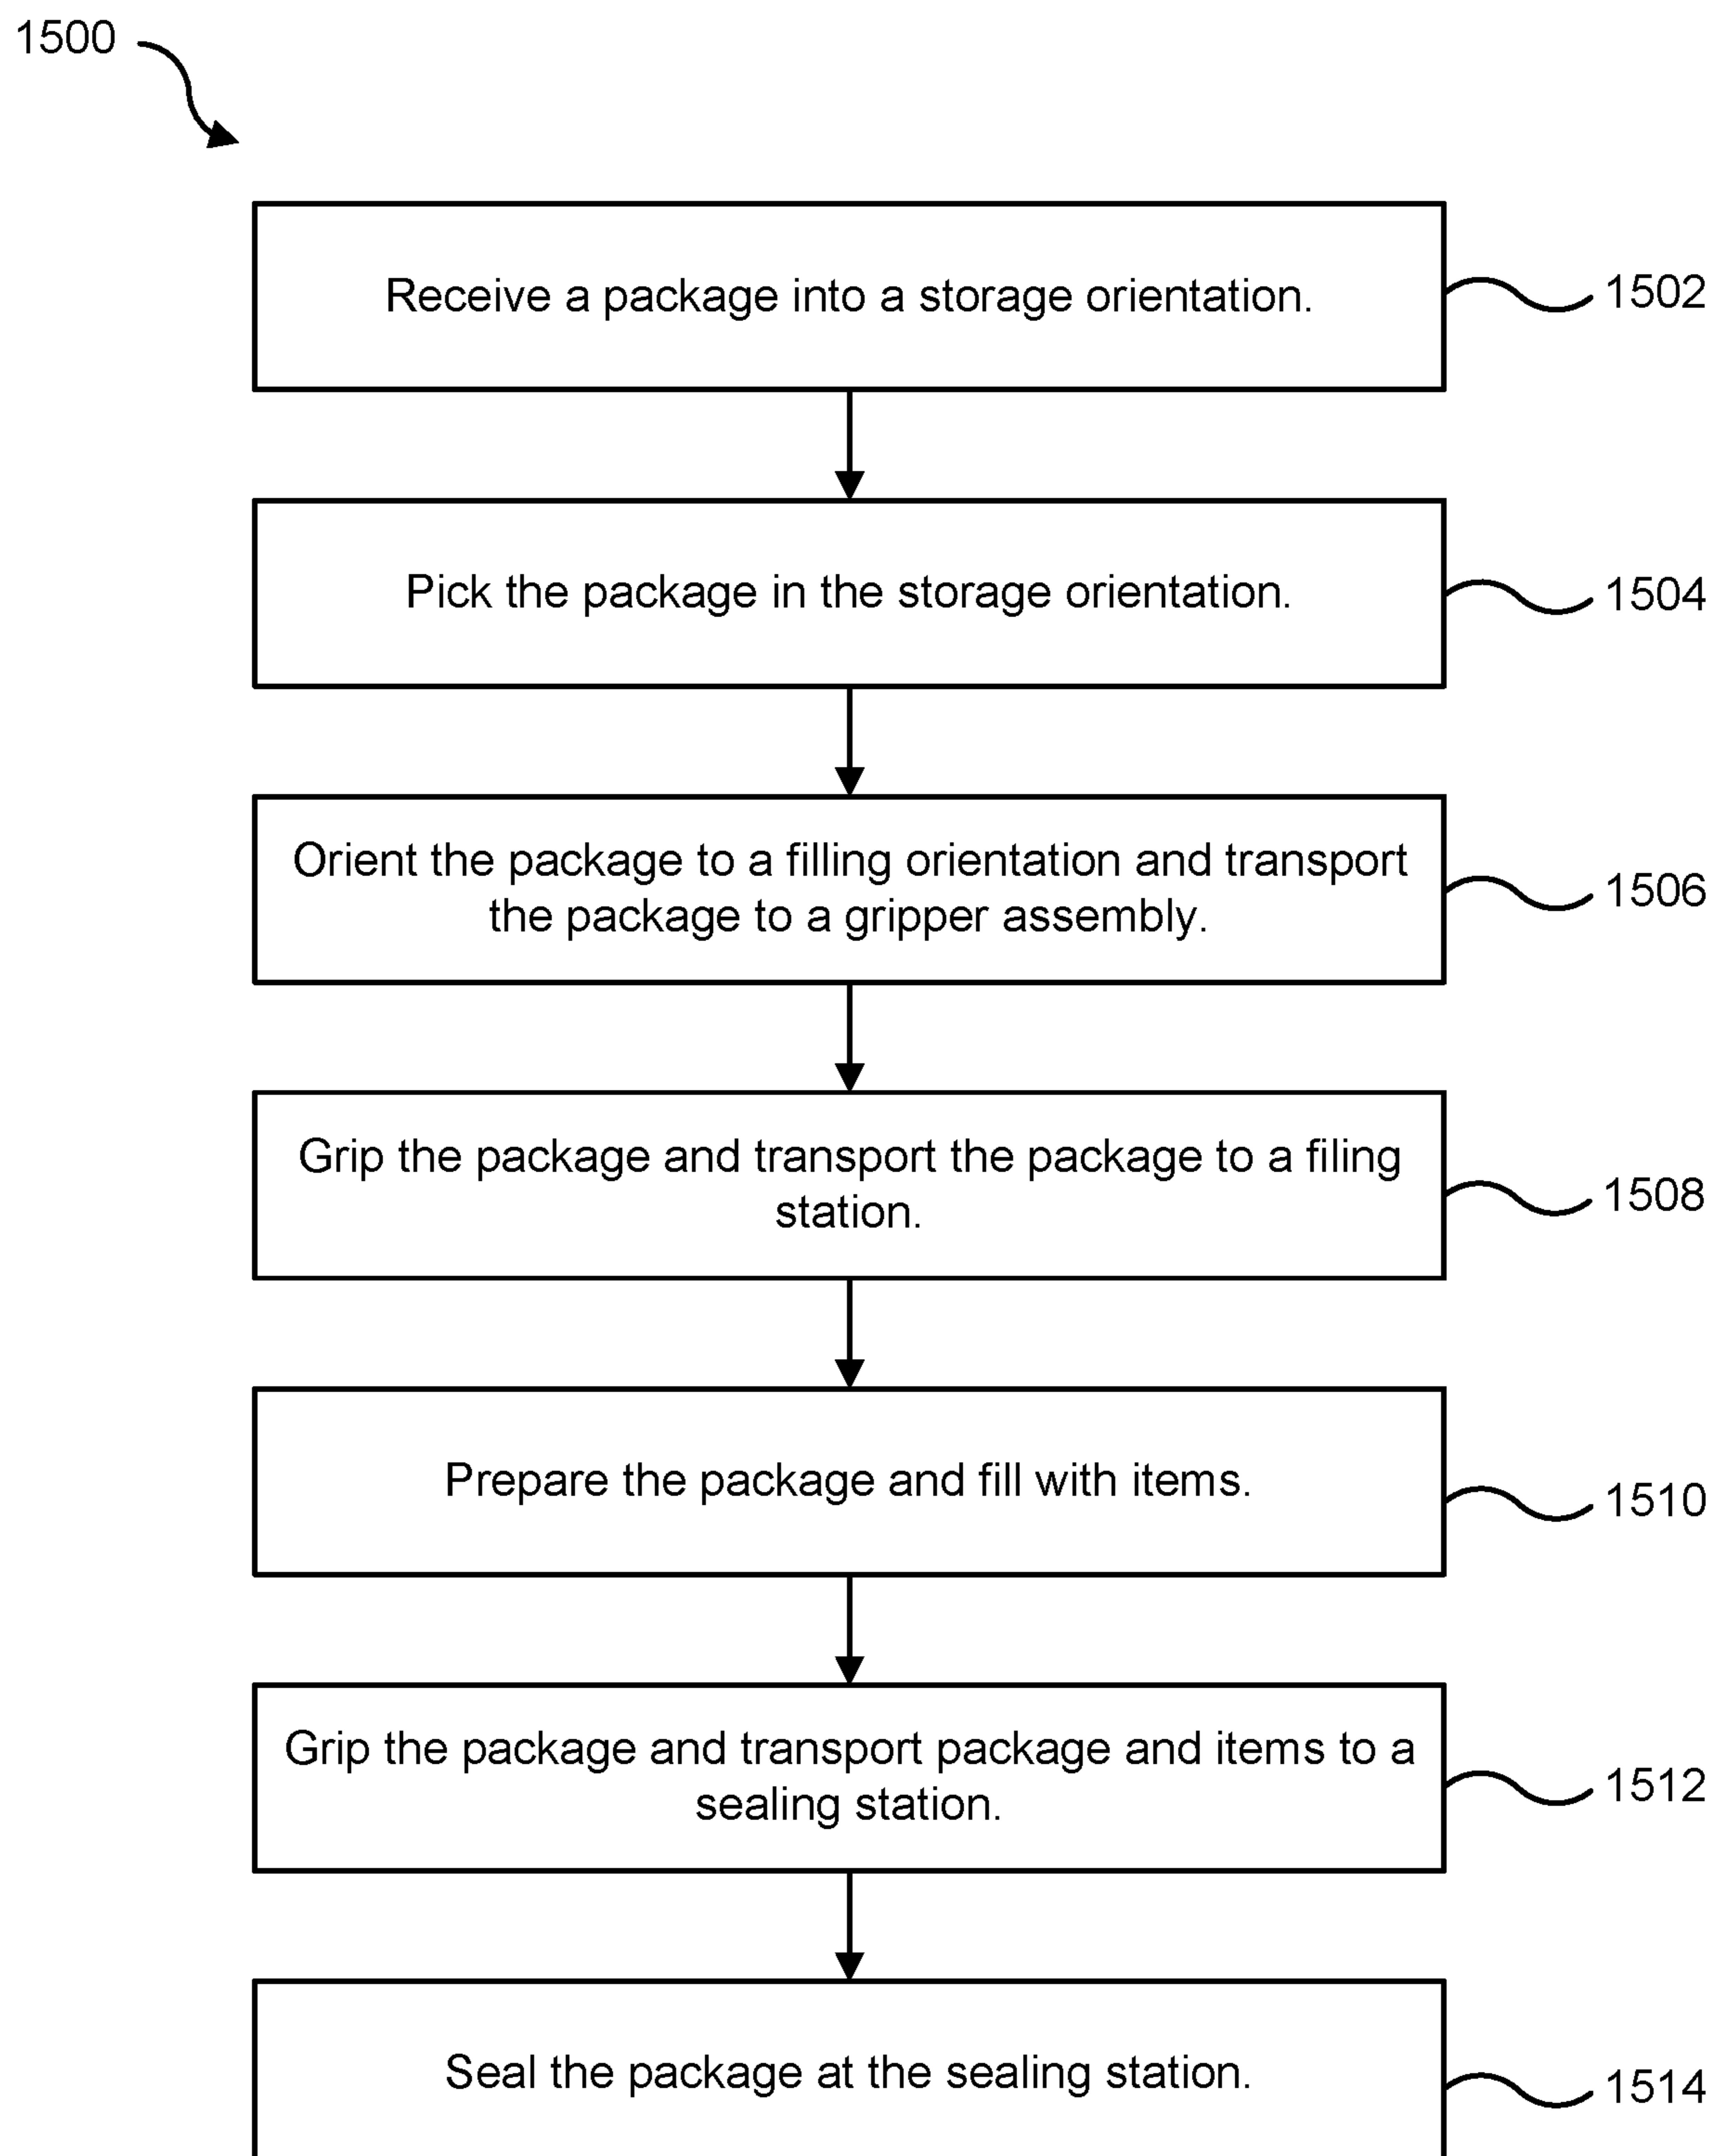 1500
Receive a package into a storage orientation.
1502
Pick the package in the storage orientation.
1504
Orient the package to a filling orientation and transport
the package to a gripper assembly.
1506
Grip the package and transport the package to a filing
station.
1508
Prepare the package and fill with items.
1510
Grip the package and transport package and items to a
sealing station.
1512
Seal the package at the sealing station.
1514